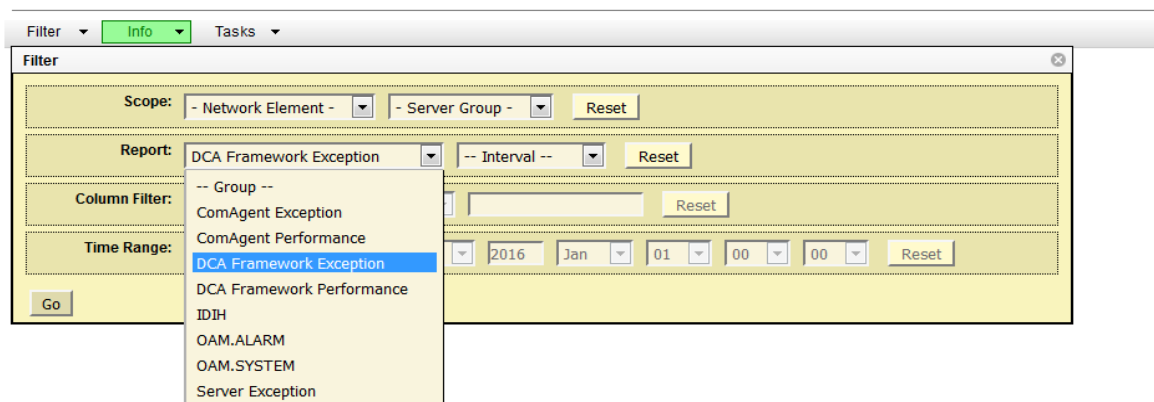 Filter Info Tasks
Filter
Scope: - Network Element - - Server Group - Reset
Report: DCA Framework Exception -- Interval -- Reset
-- Group --
Column Filter: Reset
ComAgent Exception
ComAgent Performance
Time Range: 2016 Jan 01 00 00 Reset
DCA Framework Exception
DCA Framework Performance
Go
IDIH
OAM.ALARM
OAM.SYSTEM
Server Exception